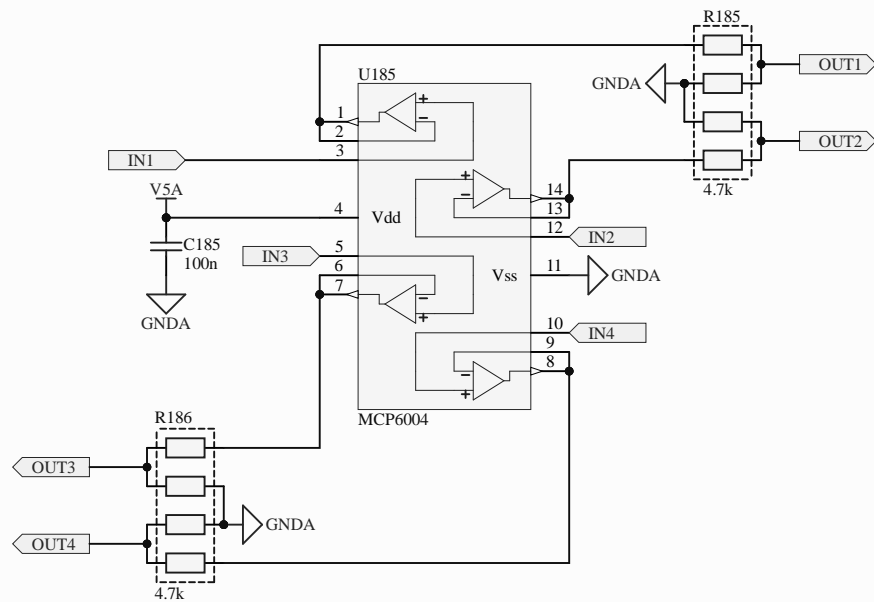 R185
OUT1
GNDA
OUT2
4.7k
U185
1
+
−
2
3
IN1
14
+
−
13
12
IN2
V5A
4
Vdd
C185
100n
GNDA
IN3
5
6
−
7
+
Vss
11
GNDA
10
IN4
9
−
8
+
MCP6004
R186
OUT3
GNDA
OUT4
4.7k